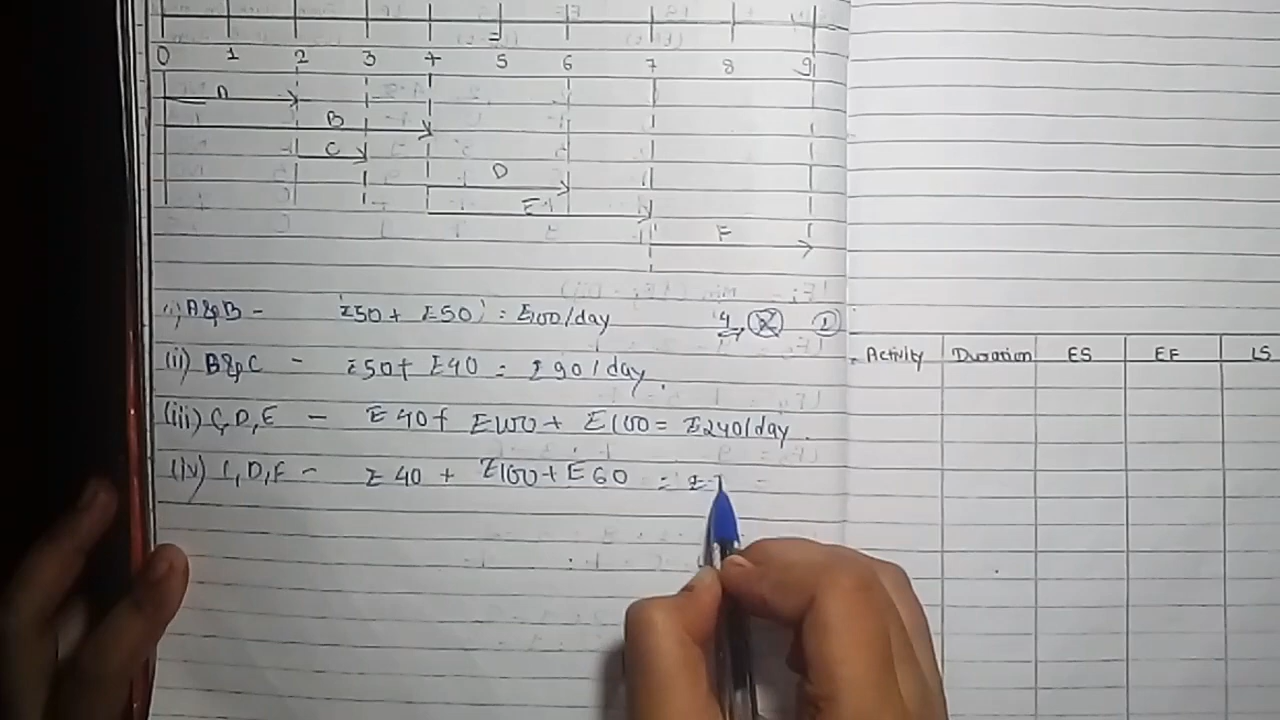 0 1 2 3 4 5 6 7 8 9
A
B
C
D
E
F
(i) A&B - £50 + £50 = £100/day
(ii) B&C - £50 + £40 = £90/day.
(iii) C, D, E - £40 + £100 + £100 = £240/day.
(iv) C, D, F - £40 + £100 + £60 = £
Activity Duration ES EF LS